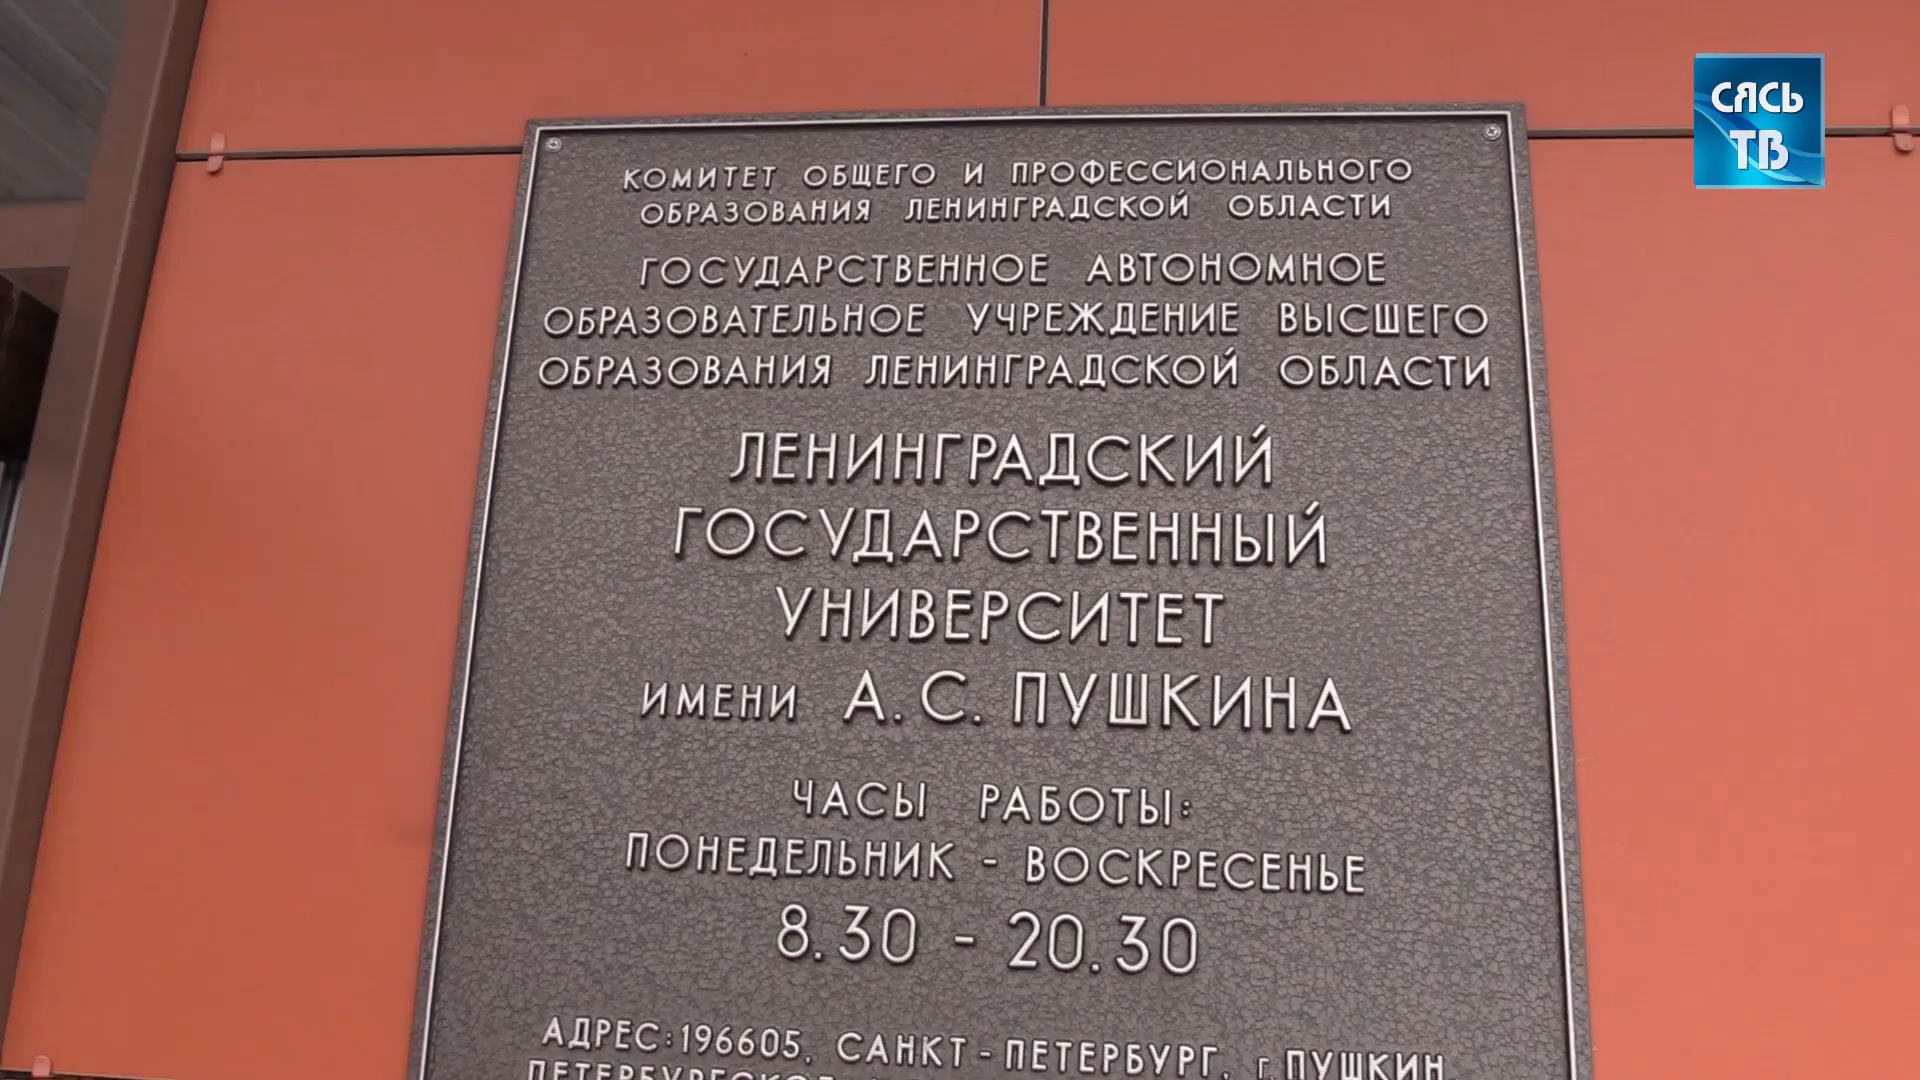 СЯСЬ
ТВ
КОМИТЕТ ОБЩЕГО И ПРОФЕССИОНАЛЬНОГО
ОБРАЗОВАНИЯ ЛЕНИНГРАДСКОЙ ОБЛАСТИ
ГОСУДАРСТВЕННОЕ АВТОНОМНОЕ
ОБРАЗОВАТЕЛЬНОЕ УЧРЕЖДЕНИЕ ВЫСШЕГО
ОБРАЗОВАНИЯ ЛЕНИНГРАДСКОЙ ОБЛАСТИ
ЛЕНИНГРАДСКИЙ
ГОСУДАРСТВЕННЫЙ
УНИВЕРСИТЕТ
ИМЕНИ А. С. ПУШКИНА
ЧАСЫ РАБОТЫ:
ПОНЕДЕЛЬНИК - ВОСКРЕСЕНЬЕ
8.30 - 20.30
АДРЕС: 196605, САНКТ-ПЕТЕРБУРГ, г. ПУШКИН,
ПЕТЕРБУРГСКОЕ